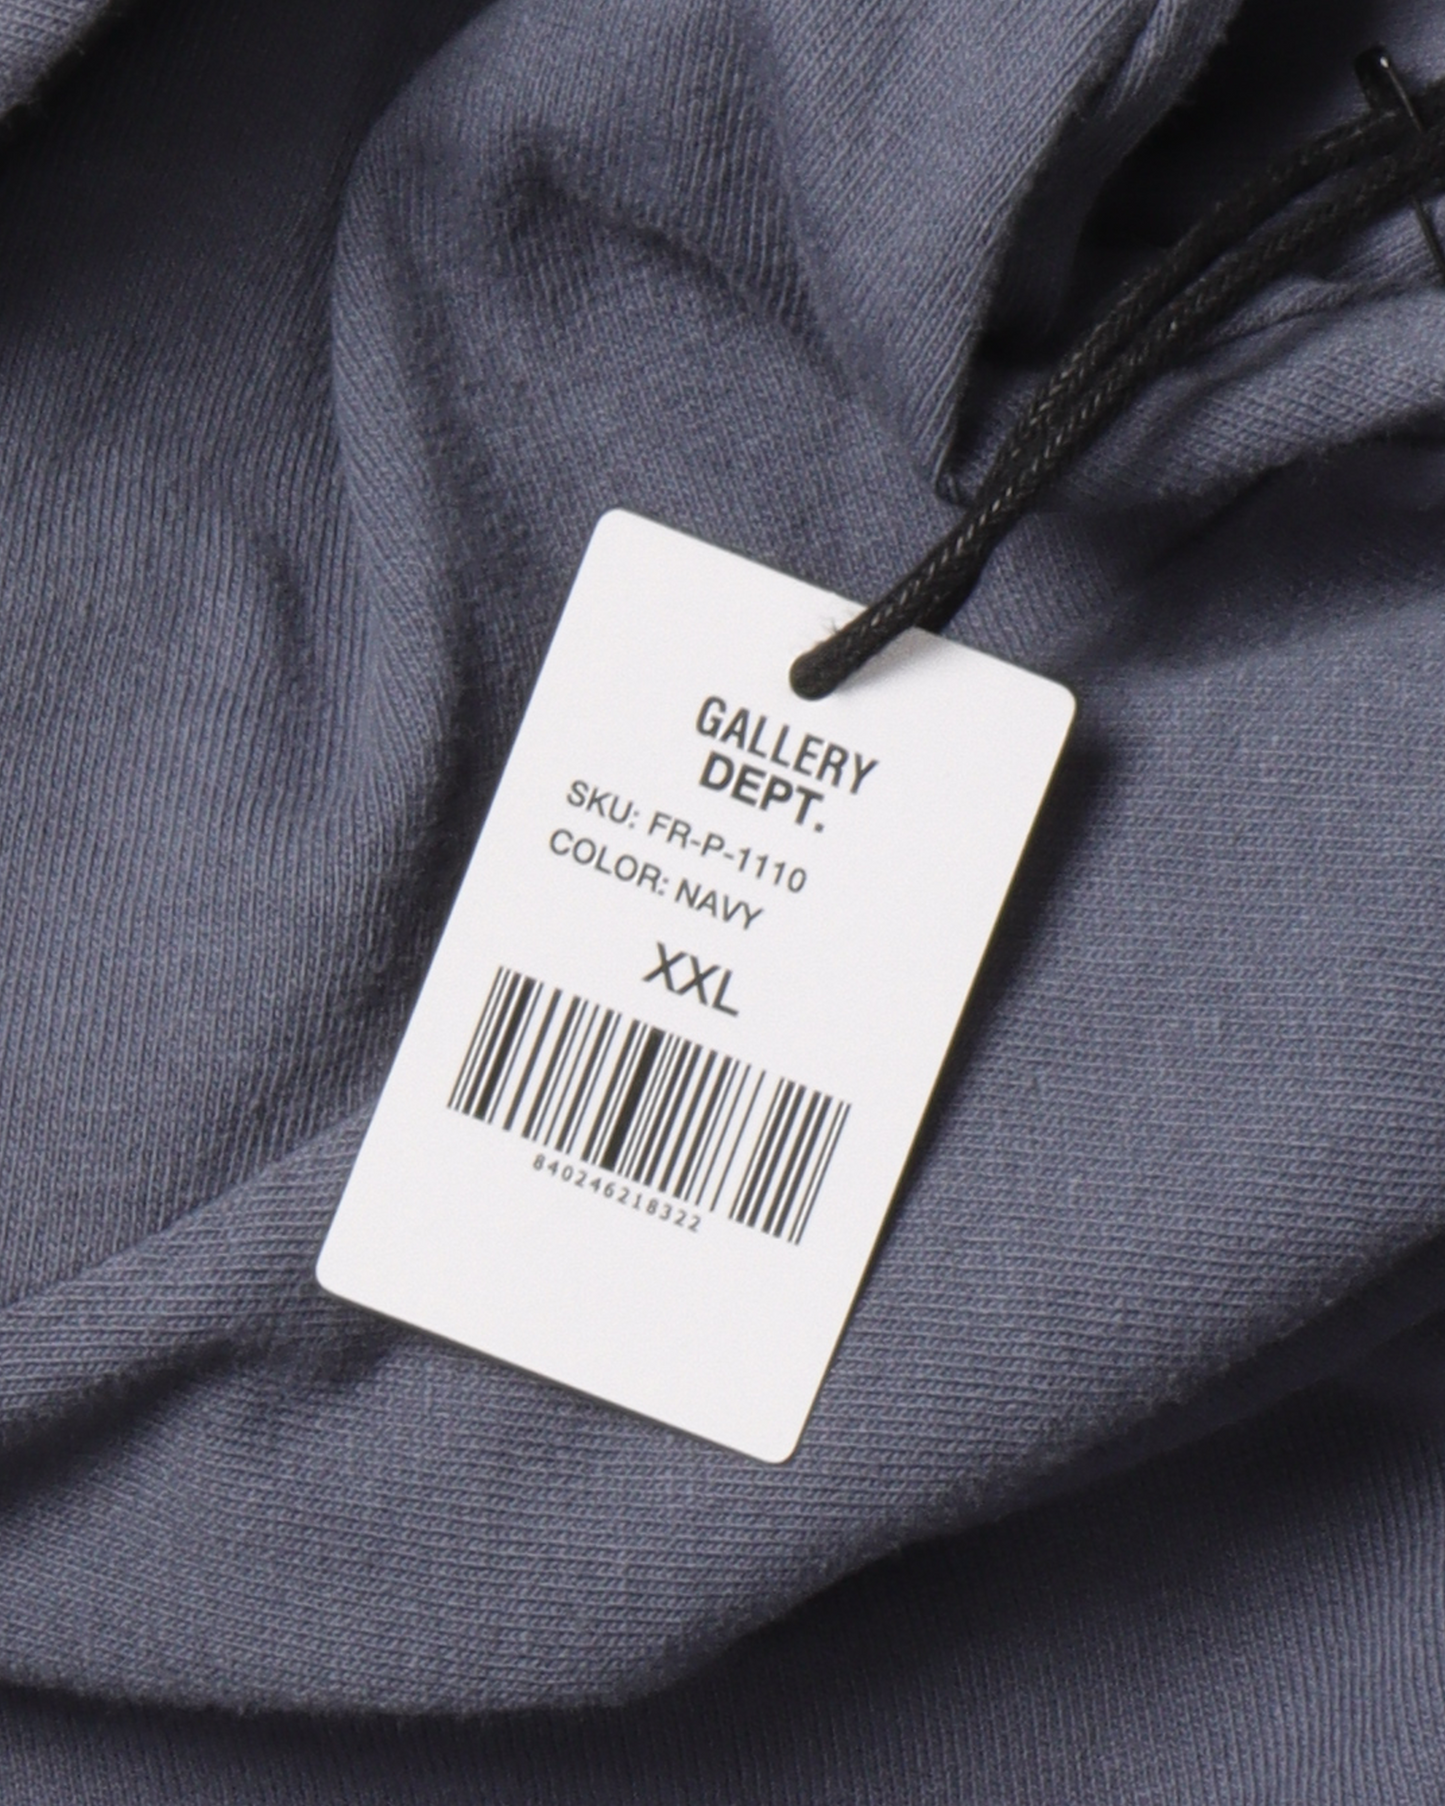 GALLERY
DEPT.
SKU: FR-P-1110
COLOR: NAVY
XXL
840246218322